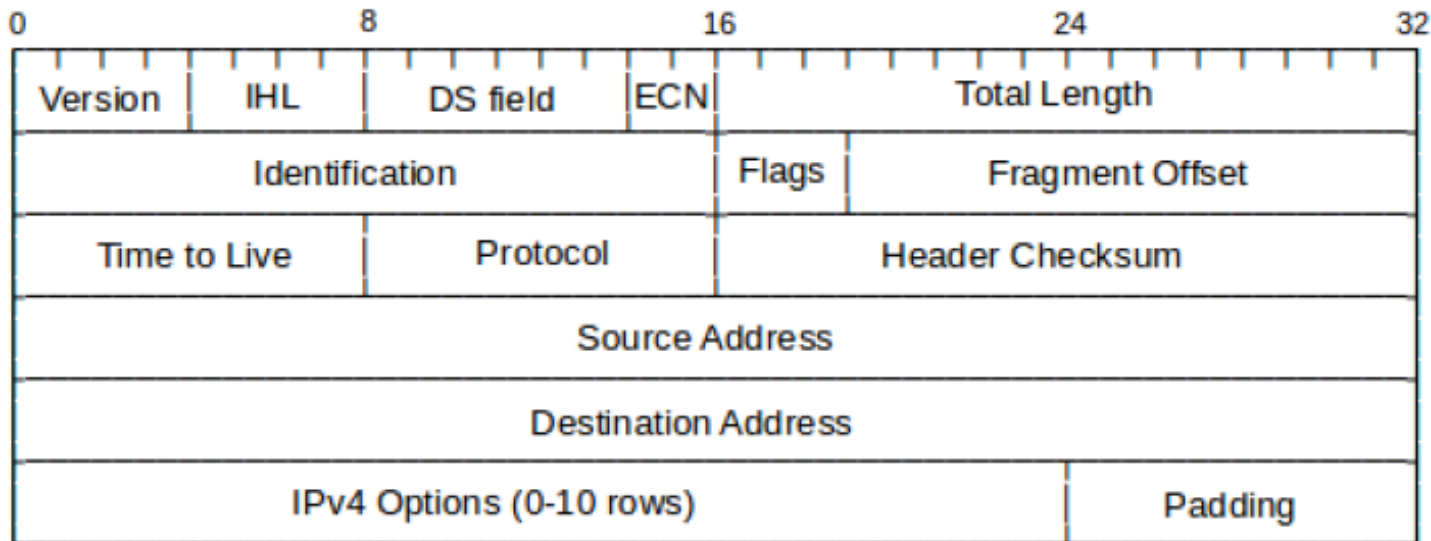 0 8 16 24 32
Version IHL DS field ECN Total Length
Identification Flags Fragment Offset
Time to Live Protocol Header Checksum
Source Address
Destination Address
IPv4 Options (0-10 rows) Padding